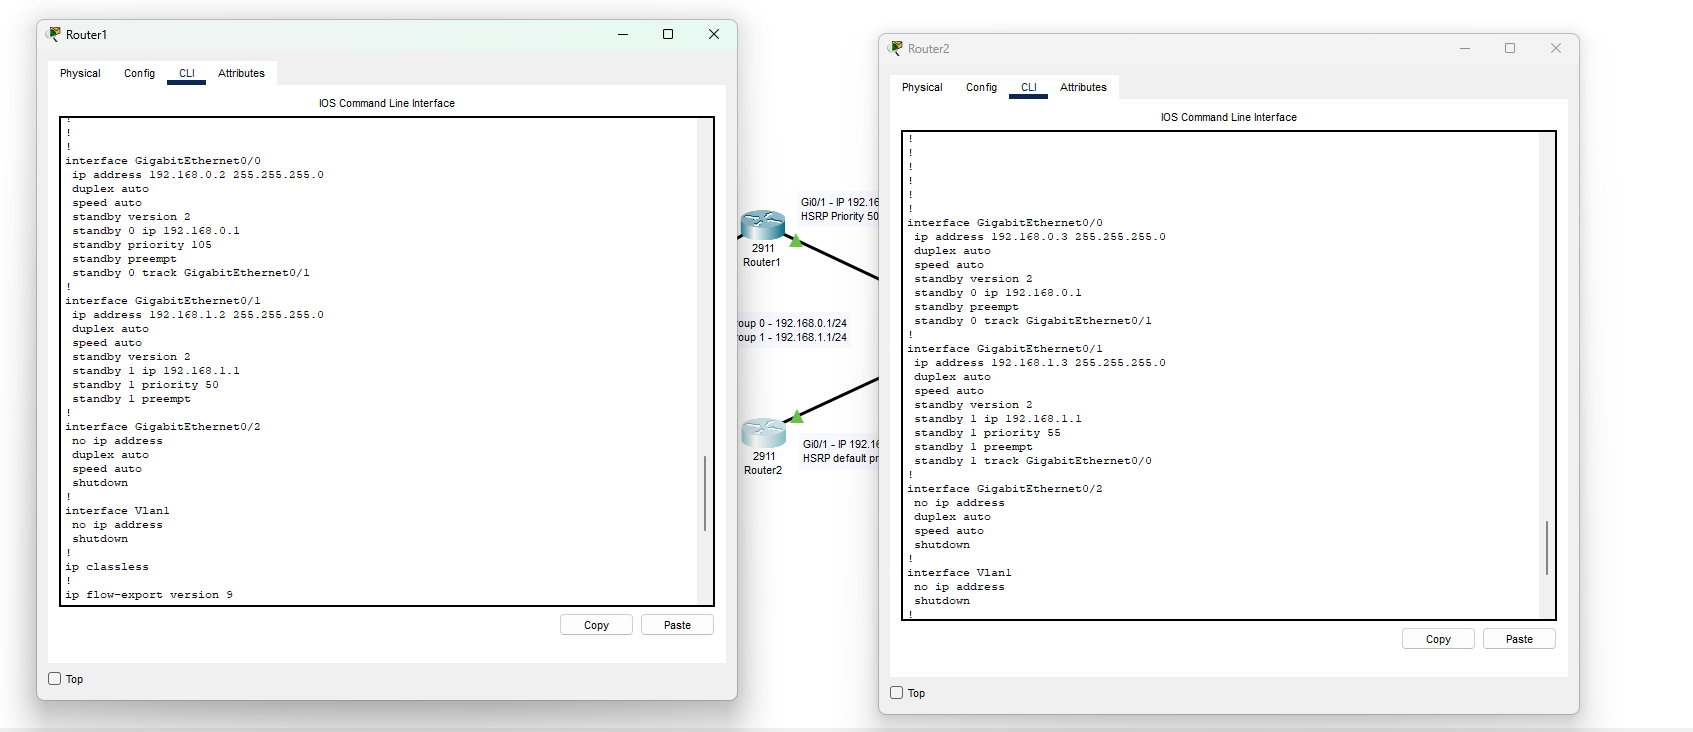 Router1
Physical Config CLI Attributes
IOS Command Line Interface
!
!
!
interface GigabitEthernet0/0
ip address 192.168.0.2 255.255.255.0
duplex auto
speed auto
standby version 2
standby 0 ip 192.168.0.1
standby priority 105
standby preempt
standby 0 track GigabitEthernet0/1
!
interface GigabitEthernet0/1
ip address 192.168.1.2 255.255.255.0
duplex auto
speed auto
standby version 2
standby 1 ip 192.168.1.1
standby 1 priority 50
standby 1 preempt
!
interface GigabitEthernet0/2
no ip address
duplex auto
speed auto
shutdown
!
interface Vlan1
no ip address
shutdown
!
ip classless
!
ip flow-export version 9
Copy Paste
Top
Gi0/1 - IP 192.16
HSRP Priority 50
2911
Router1
oup 0 - 192.168.0.1/24
oup 1 - 192.168.1.1/24
Gi0/1 - IP 192.16
HSRP default pr
2911
Router2
Router2
Physical Config CLI Attributes
IOS Command Line Interface
!
!
!
!
!
!
interface GigabitEthernet0/0
ip address 192.168.0.3 255.255.255.0
duplex auto
speed auto
standby version 2
standby 0 ip 192.168.0.1
standby preempt
standby 0 track GigabitEthernet0/1
!
interface GigabitEthernet0/1
ip address 192.168.1.3 255.255.255.0
duplex auto
speed auto
standby version 2
standby 1 ip 192.168.1.1
standby 1 priority 55
standby 1 preempt
standby 1 track GigabitEthernet0/0
!
interface GigabitEthernet0/2
no ip address
duplex auto
speed auto
shutdown
!
interface Vlan1
no ip address
shutdown
!
Copy Paste
Top